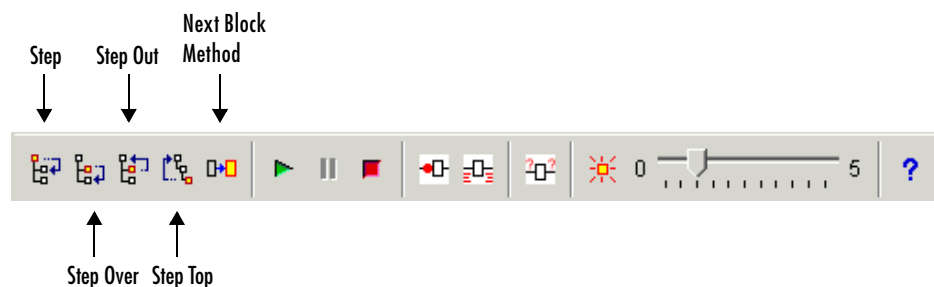 Next Block
Method
Step
Step Out
0
5
?
Step Over
Step Top